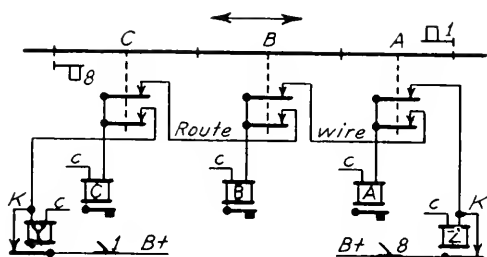 C B A 1
8
Route wire
c c c
C B A
K c c K
Y Z
1 B+ B+ 8